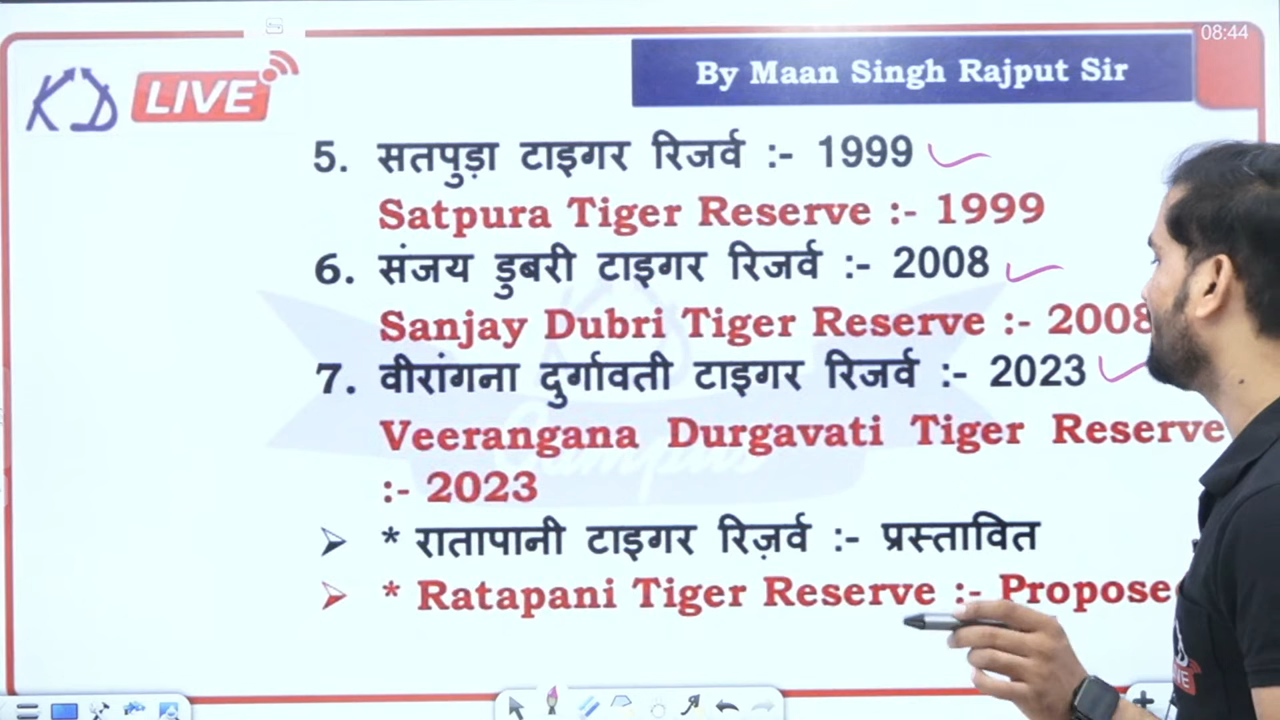 08:44
KD LIVE
By Maan Singh Rajput Sir
5. सतपुड़ा टाइगर रिजर्व :- 1999
Satpura Tiger Reserve :- 1999
6. संजय डुबरी टाइगर रिजर्व :- 2008
Sanjay Dubri Tiger Reserve :- 2008
7. वीरांगना दुर्गावती टाइगर रिजर्व :- 2023
Veerangana Durgavati Tiger Reserve
:- 2023
Campus
➢ * रातापानी टाइगर रिज़र्व :- प्रस्तावित
➢ * Ratapani Tiger Reserve :- Propose